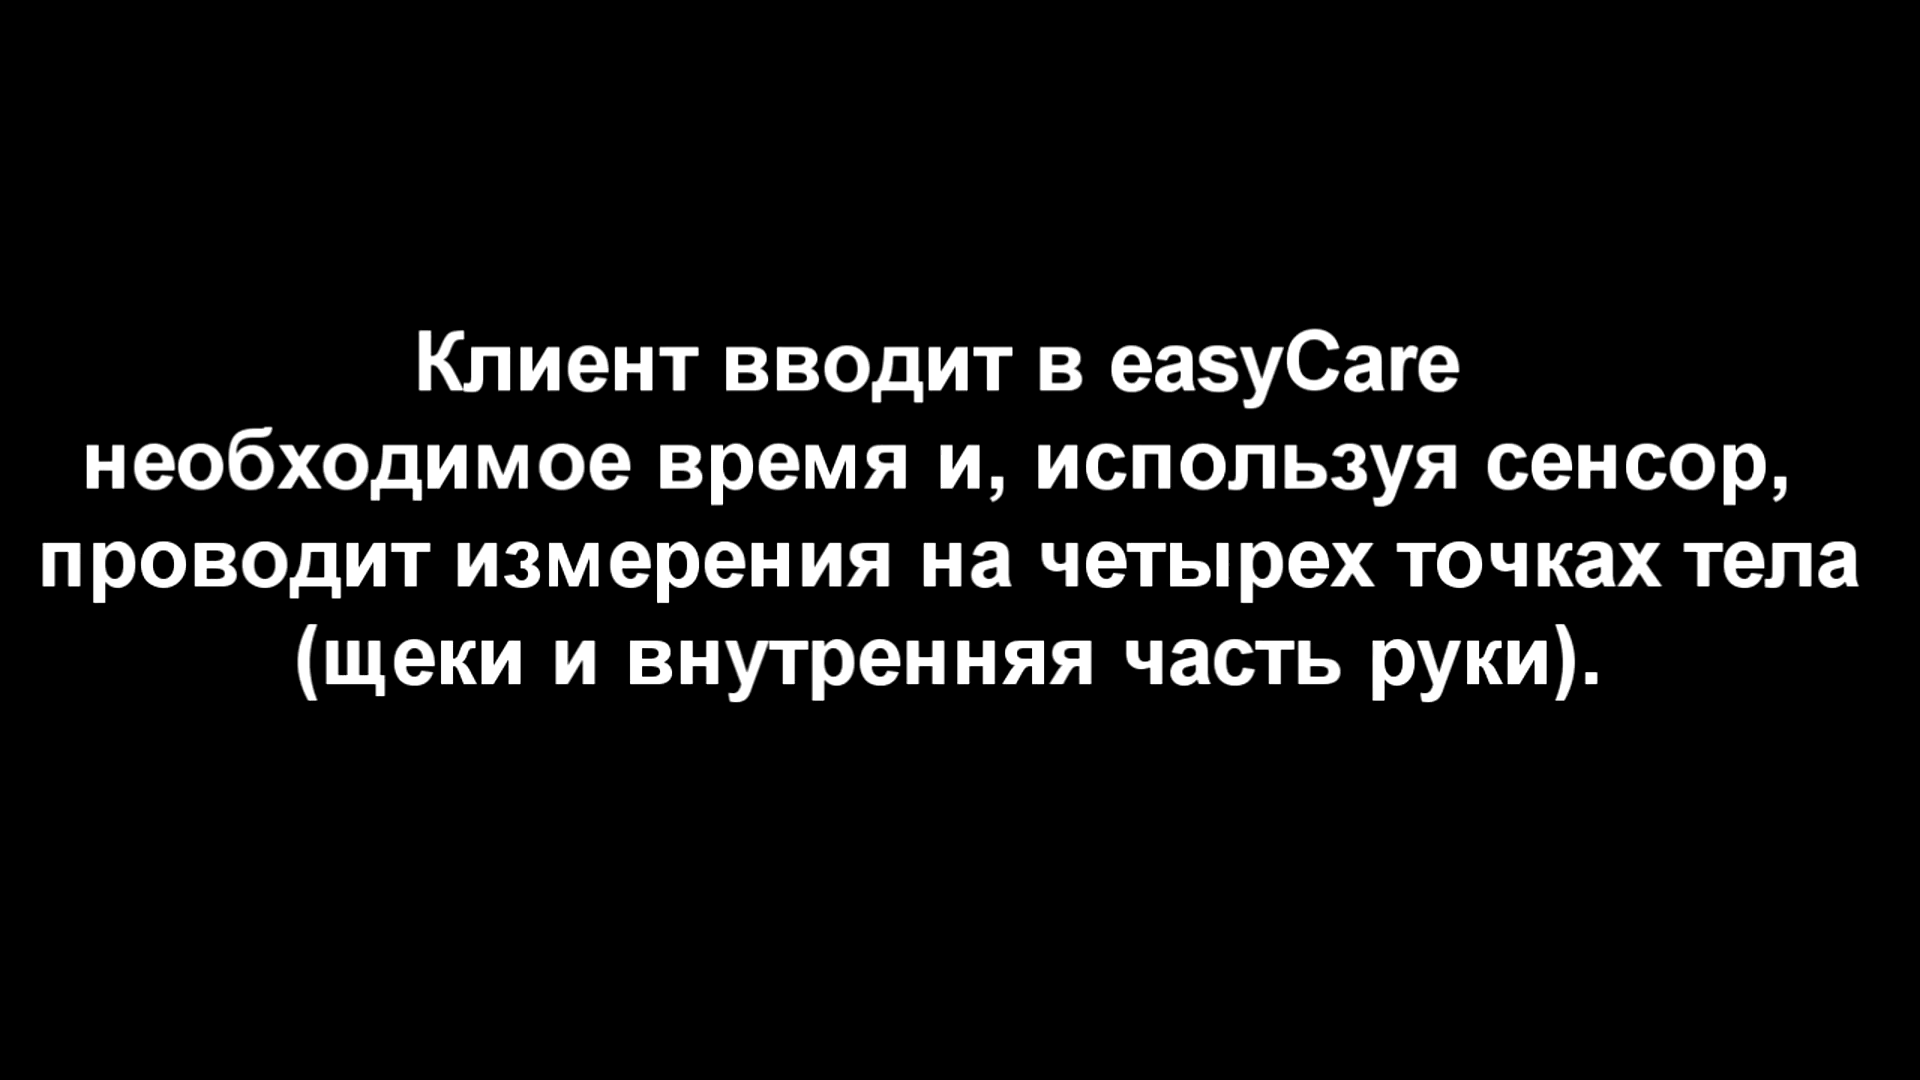 Клиент вводит в easyCare
необходимое время и, используя сенсор,
проводит измерения на четырех точках тела
(щеки и внутренняя часть руки).